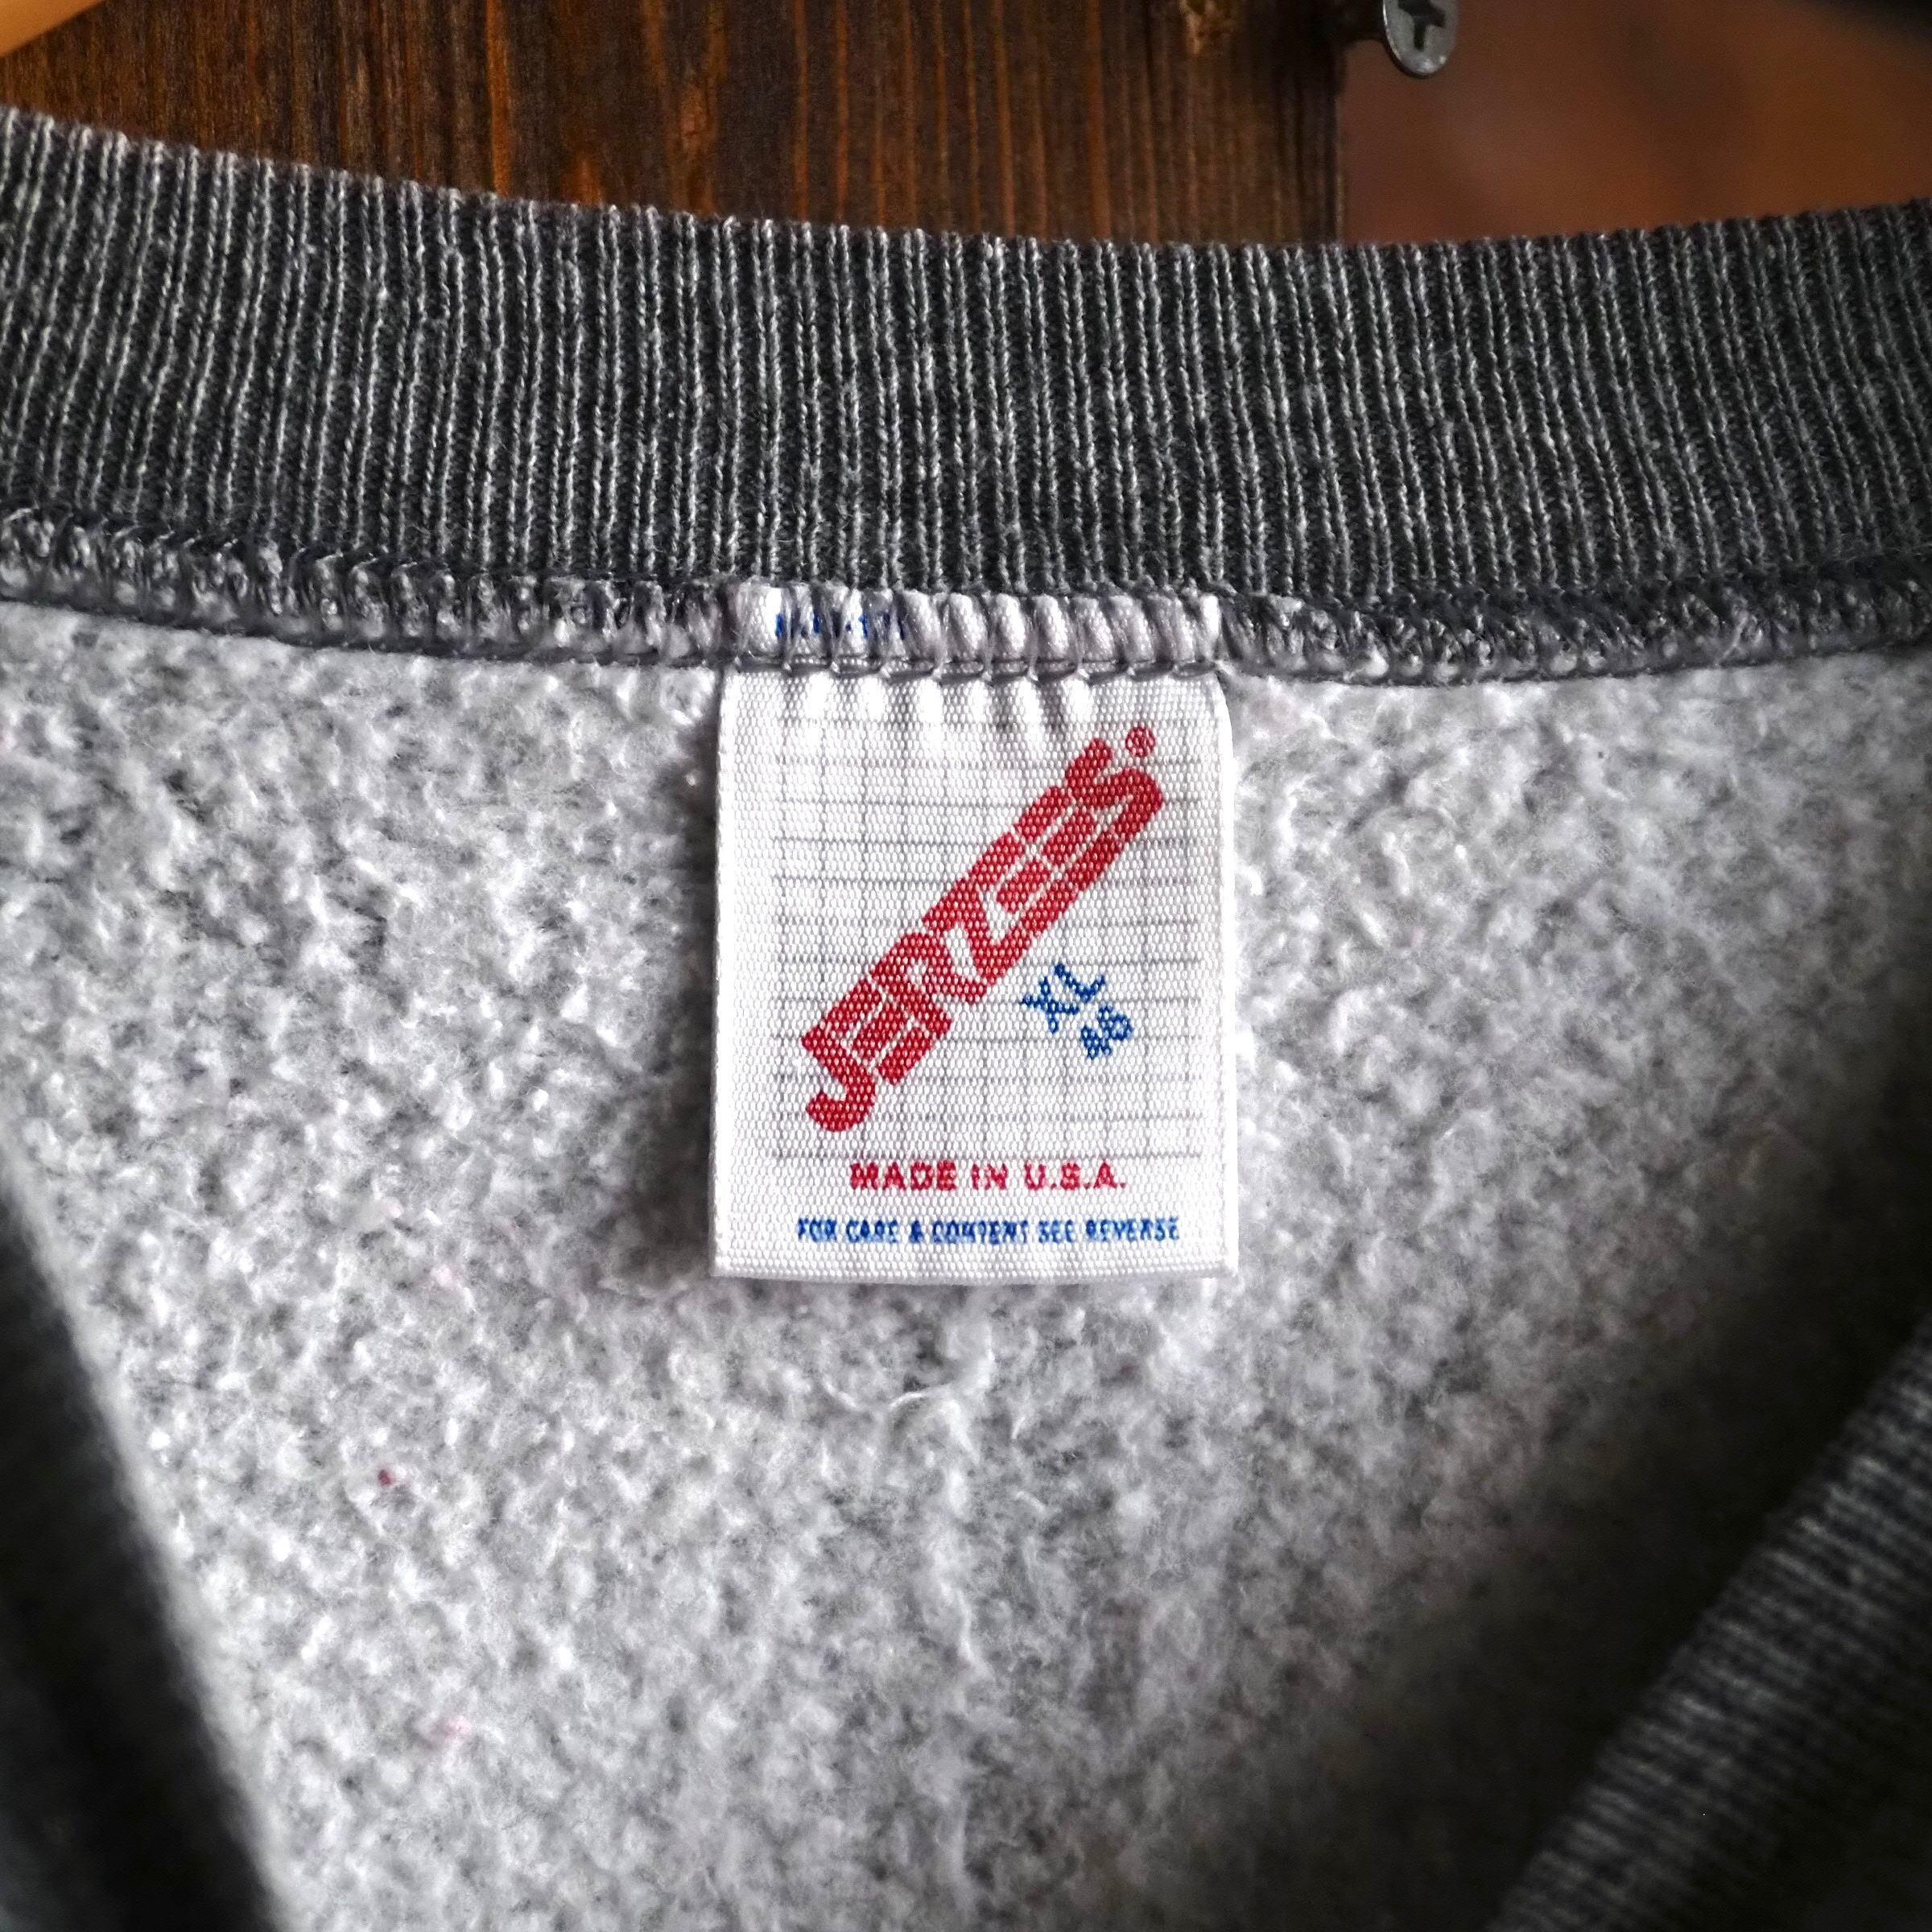 JERZEES®
XL
46
MADE IN U.S.A.
FOR CARE & CONTENT SEE REVERSE